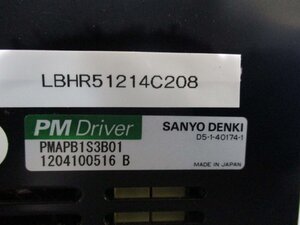 LBHR51214C208
PM Driver
SANYO DENKI
D5-1-40174-1
PMAPB1S3B01
1204100516 B
MADE IN JAPAN